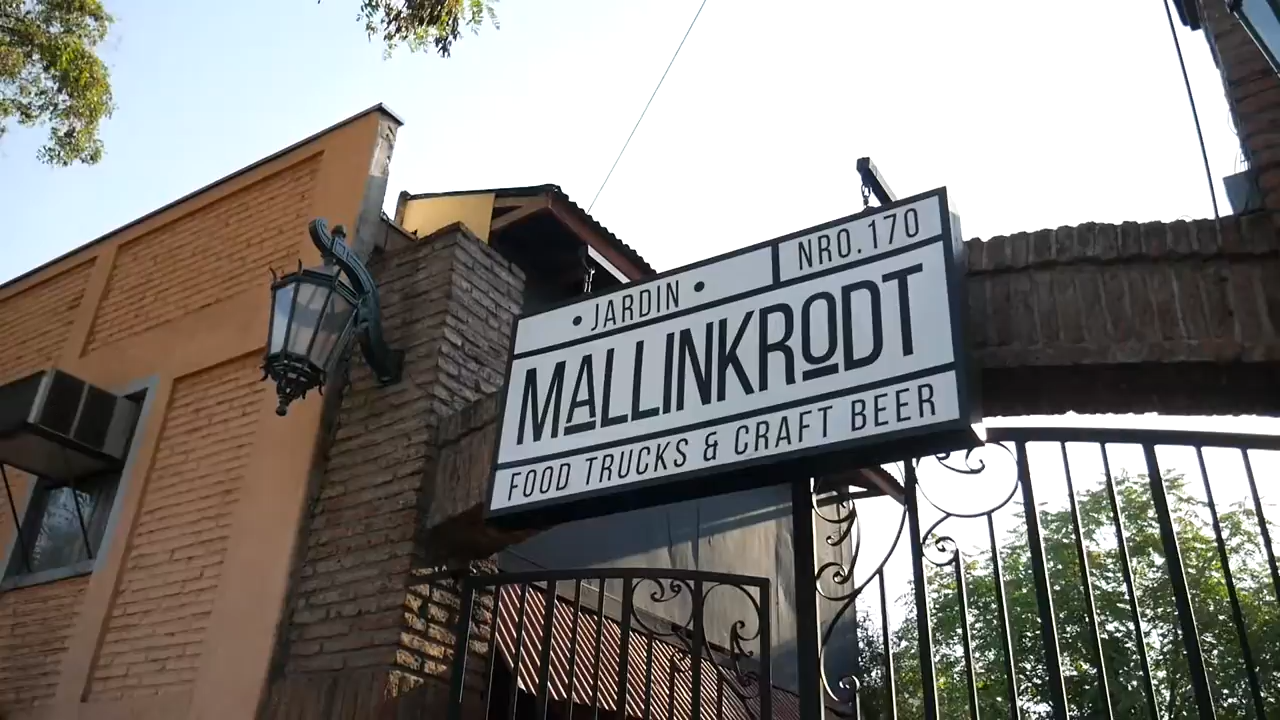 • JARDIN •
NRO.170
MALLINKRODT
FOOD TRUCKS & CRAFT BEER